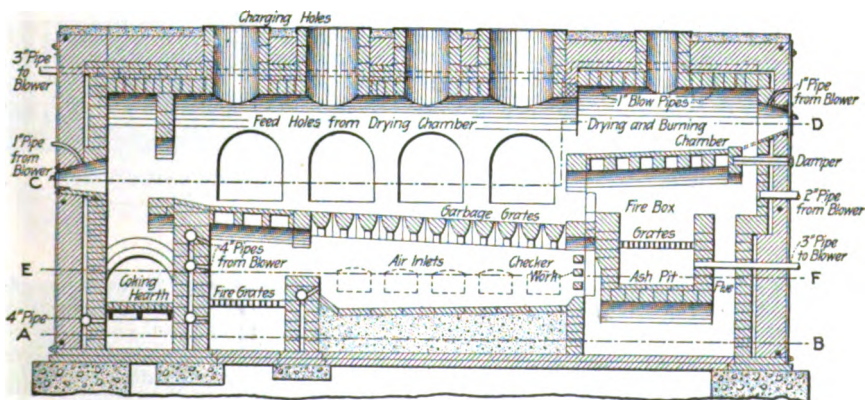 Charging Holes
3" Pipe
to
Blower
1" Pipe
from Blower
1" Blow Pipes
Feed Holes from Drying Chamber
Drying and Burning
Chamber
D
1" Pipe
from
Blower
C
Damper
Fire Box
2" Pipe
from Blower
Garbage Grates
Grates
3" Pipe
to Blower
4" Pipes
from Blower
Air Inlets
Checker
Work
E
F
Coking
Hearth
Ash Pit
Flue
Fire Grates
4" Pipe
A
B